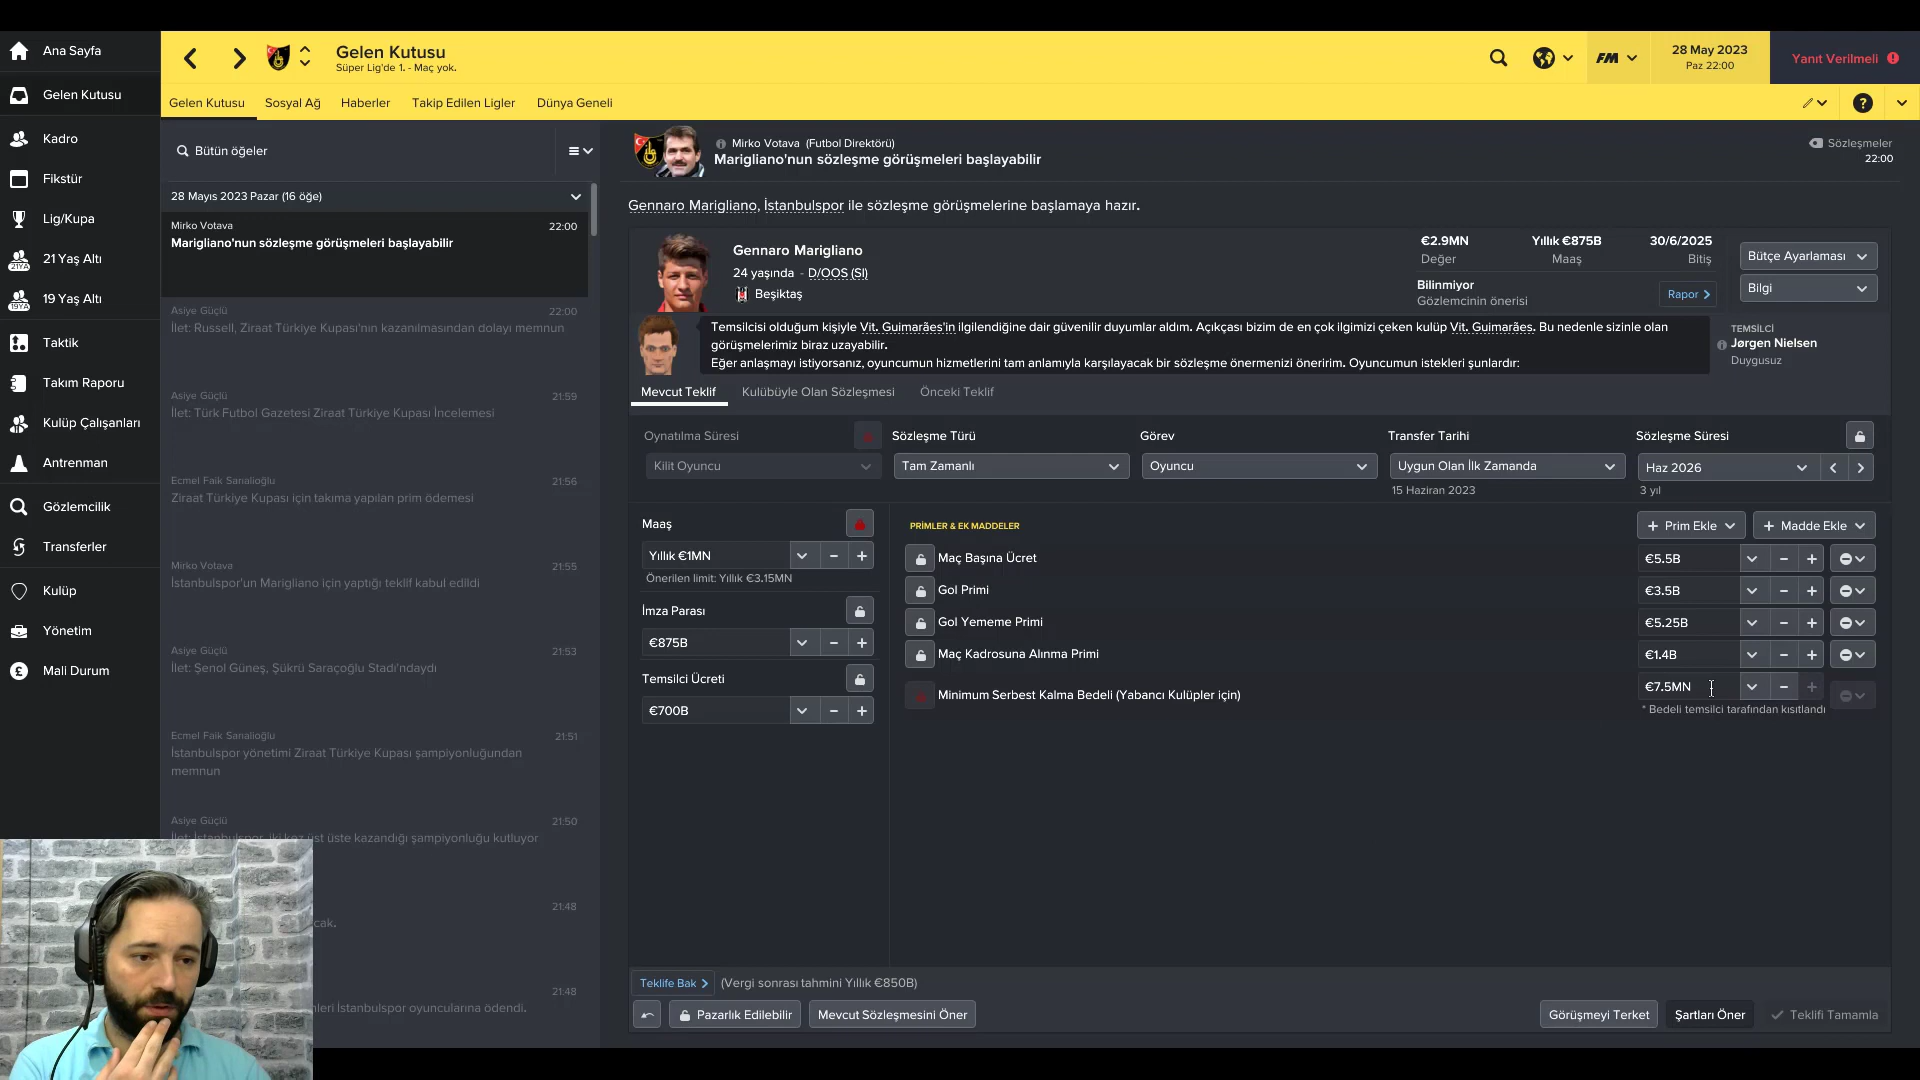 Ana Sayfa
Gelen Kutusu
Kadro
Fikstür
Lig/Kupa
21 Yaş Altı
19 Yaş Altı
Taktik
Takım Raporu
Kulüp Çalışanları
Antrenman
Gözlemcilik
Transferler
Kulüp
Yönetim
Mali Durum
Gelen Kutusu
Süper Lig'de 1. - Maç yok.
FM
28 May 2023
Paz 22:00
Yanıt Verilmeli
Gelen Kutusu Sosyal Ağ Haberler Takip Edilen Ligler Dünya Geneli
Bütün öğeler
28 Mayıs 2023 Pazar (16 öğe)
Mirko Votava 22:00
Marigliano'nun sözleşme görüşmeleri başlayabilir
Asiye Güçlü 22:00
İlet: Russell, Ziraat Türkiye Kupası'nın kazanılmasından dolayı memnun
Asiye Güçlü 21:59
İlet: Türk Futbol Gazetesi Ziraat Türkiye Kupası İncelemesi
Ecmel Faik Sanalioğlu 21:56
Ziraat Türkiye Kupası için takıma yapılan prim ödemesi
Mirko Votava 21:55
İstanbulspor'un Marigliano için yaptığı teklif kabul edildi
Asiye Güçlü 21:53
İlet: Şenol Güneş, Şükrü Saraçoğlu Stadı'ndaydı
Ecmel Faik Sanalioğlu 21:51
İstanbulspor yönetimi Ziraat Türkiye Kupası şampiyonluğundan
memnun
Asiye Güçlü 21:50
İlet: İstanbulspor, iki kez üst üste kazandığı şampiyonluğu kutluyor
21:48
cak.
21:48
nleri İstanbulspor oyuncularına ödendi.
Mirko Votava (Futbol Direktörü)
Marigliano'nun sözleşme görüşmeleri başlayabilir
Sözleşmeler
22:00
Gennaro Marigliano, İstanbulspor ile sözleşme görüşmelerine başlamaya hazır.
Gennaro Marigliano
24 yaşında - D/OOS (Sl)
Beşiktaş
€2.9MN Yıllık €875B 30/6/2025
Değer Maaş Bitiş
Bilinmiyor
Gözlemcinin önerisi
Rapor
Bütçe Ayarlaması
Bilgi
Temsilcisi olduğum kişiyle Vit. Guimarães'in ilgilendiğine dair güvenilir duyumlar aldım. Açıkçası bizim de en çok ilgimizi çeken kulüp Vit. Guimarães. Bu nedenle sizinle olan
görüşmelerimiz biraz uzayabilir.
Eğer anlaşmayı istiyorsanız, oyuncumun hizmetlerini tam anlamıyla karşılayacak bir sözleşme önermenizi öneririm. Oyuncumun istekleri şunlardır:
TEMSİLCİ
Jørgen Nielsen
Duygusuz
Mevcut Teklif Kulübüyle Olan Sözleşmesi Önceki Teklif
Oynatılma Süresi Sözleşme Türü Görev Transfer Tarihi Sözleşme Süresi
Kilit Oyuncu Tam Zamanlı Oyuncu Uygun Olan İlk Zamanda Haz 2026
15 Haziran 2023 3 yıl
Maaş
Yıllık €1MN
Önerilen limit: Yıllık €3.15MN
İmza Parası
€875B
Temsilci Ücreti
€700B
PRİMLER & EK MADDELER
Prim Ekle
Madde Ekle
Maç Başına Ücret €5.5B
Gol Primi €3.5B
Gol Yememe Primi €5.25B
Maç Kadrosuna Alınma Primi €1.4B
Minimum Serbest Kalma Bedeli (Yabancı Kulüpler için) €7.5MN
* Bedeli temsilci tarafından kısıtlandı
Teklife Bak (Vergi sonrası tahmini Yıllık €850B)
Pazarlık Edilebilir Mevcut Sözleşmesini Öner Görüşmeyi Terket Şartları Öner Teklifi Tamamla